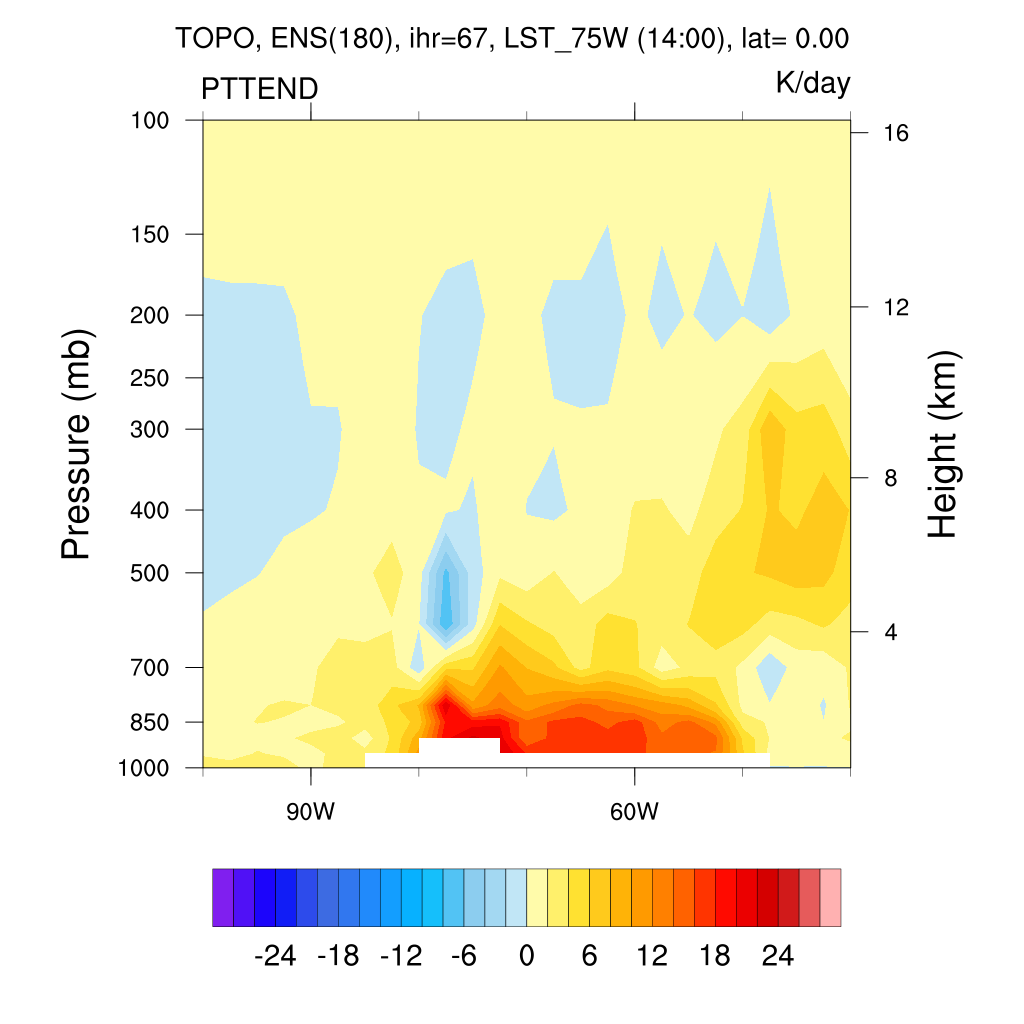 TOPO, ENS(180), ihr=67, LST_75W (14:00), lat= 0.00
PTTEND K/day
100
150
200
250
300
400
500
700
850
1000
Pressure (mb)
16
12
8
4
Height (km)
90W 60W
-24 -18 -12 -6 0 6 12 18 24